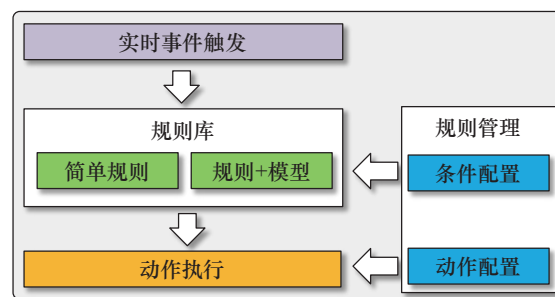 实时事件触发
规则库
简单规则
规则+模型
动作执行
规则管理
条件配置
动作配置